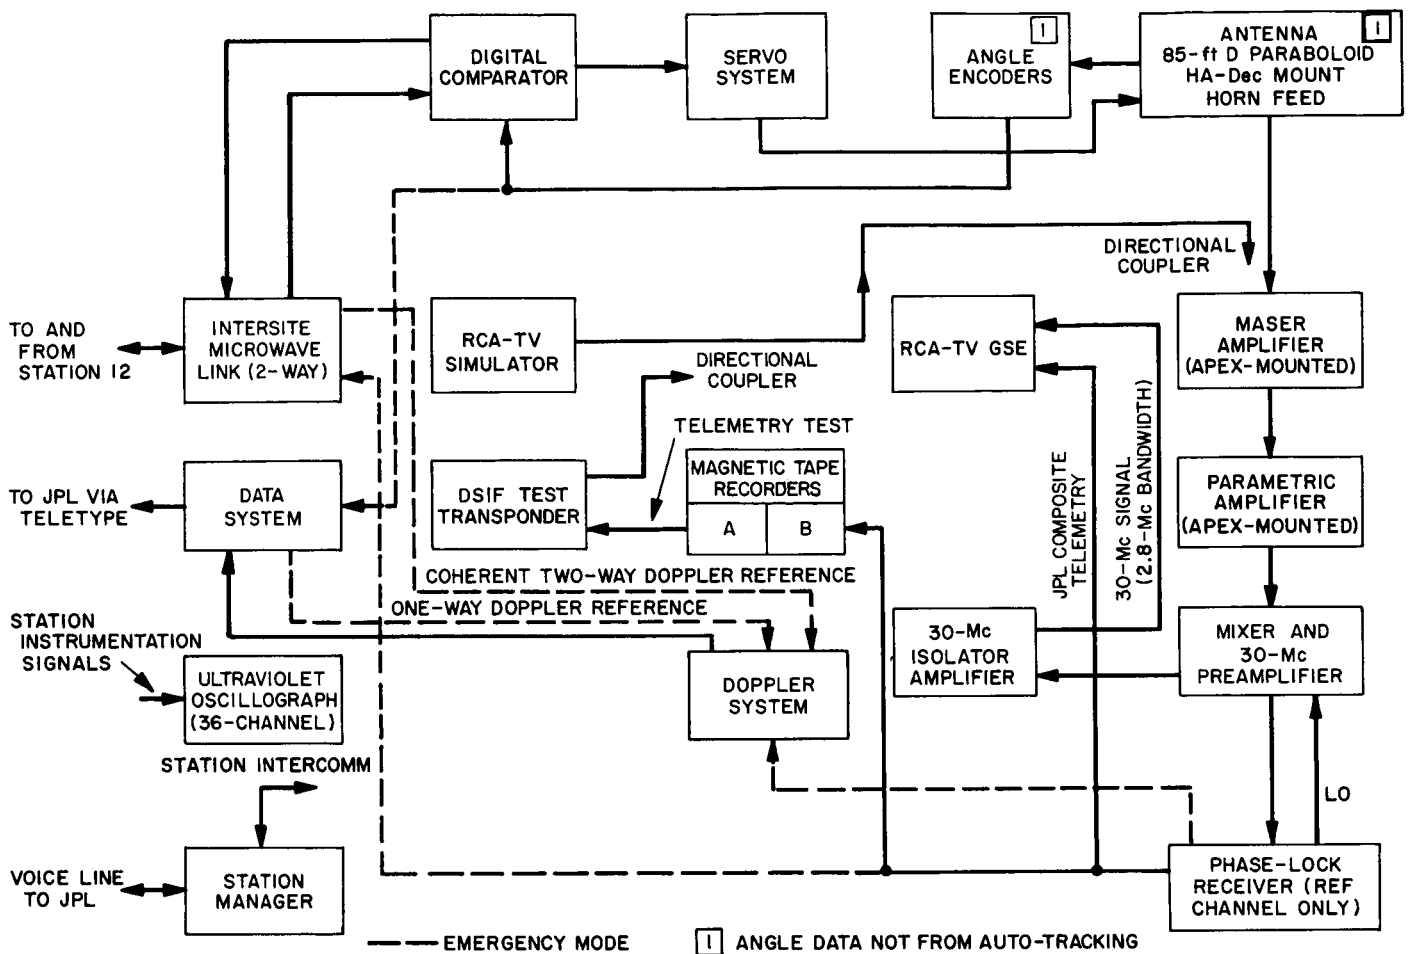 DIGITAL
COMPARATOR
SERVO
SYSTEM
1
ANGLE
ENCODERS
1
ANTENNA
85-ft D PARABOLOID
HA-Dec MOUNT
HORN FEED
DIRECTIONAL
COUPLER
TO AND
FROM
STATION 12
INTERSITE
MICROWAVE
LINK (2-WAY)
RCA-TV
SIMULATOR
DIRECTIONAL
COUPLER
RCA-TV GSE
MASER
AMPLIFIER
(APEX-MOUNTED)
TELEMETRY TEST
TO JPL VIA
TELETYPE
DATA
SYSTEM
DSIF TEST
TRANSPONDER
MAGNETIC TAPE
RECORDERS
A
B
JPL COMPOSITE
TELEMETRY
30-Mc SIGNAL
(2.8-Mc BANDWIDTH)
PARAMETRIC
AMPLIFIER
(APEX-MOUNTED)
COHERENT TWO-WAY DOPPLER REFERENCE
ONE-WAY DOPPLER REFERENCE
STATION
INSTRUMENTATION
SIGNALS
ULTRAVIOLET
OSCILLOGRAPH
(36-CHANNEL)
DOPPLER
SYSTEM
30-Mc
ISOLATOR
AMPLIFIER
MIXER AND
30-Mc
PREAMPLIFIER
STATION INTERCOMM
LO
VOICE LINE
TO JPL
STATION
MANAGER
PHASE-LOCK
RECEIVER (REF
CHANNEL ONLY)
EMERGENCY MODE
1 ANGLE DATA NOT FROM AUTO-TRACKING